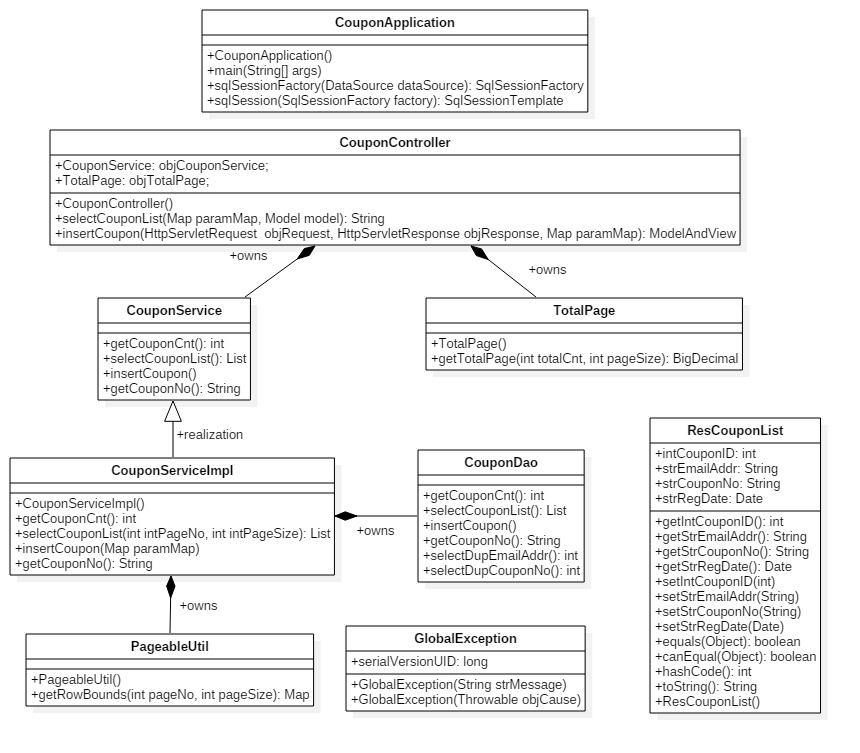 CouponApplication
+CouponApplication()
+main(String[] args)
+sqlSessionFactory(DataSource dataSource): SqlSessionFactory
+sqlSession(SqlSessionFactory factory): SqlSessionTemplate
CouponController
+CouponService: objCouponService;
+TotalPage: objTotalPage;
+CouponController()
+selectCouponList(Map paramMap, Model model): String
+insertCoupon(HttpServletRequest  objRequest, HttpServletResponse objResponse, Map paramMap): ModelAndView
+owns
+owns
CouponService
+getCouponCnt(): int
+selectCouponList(): List
+insertCoupon()
+getCouponNo(): String
TotalPage
+TotalPage()
+getTotalPage(int totalCnt, int pageSize): BigDecimal
+realization
CouponServiceImpl
+CouponServiceImpl()
+getCouponCnt(): int
+selectCouponList(int intPageNo, int intPageSize): List
+insertCoupon(Map paramMap)
+getCouponNo(): String
+owns
CouponDao
+getCouponCnt(): int
+selectCouponList(): List
+insertCoupon()
+getCouponNo(): String
+selectDupEmailAddr(): int
+selectDupCouponNo(): int
ResCouponList
+intCouponID: int
+strEmailAddr: String
+strCouponNo: String
+strRegDate: Date
+getIntCouponID(): int
+getStrEmailAddr(): String
+getStrCouponNo(): String
+getStrRegDate(): Date
+setIntCouponID(int)
+setStrEmailAddr(String)
+setStrCouponNo(String)
+setStrRegDate(Date)
+equals(Object): boolean
+canEqual(Object): boolean
+hashCode(): int
+toString(): String
+ResCouponList()
+owns
PageableUtil
+PageableUtil()
+getRowBounds(int pageNo, int pageSize): Map
GlobalException
+serialVersionUID: long
+GlobalException(String strMessage)
+GlobalException(Throwable objCause)